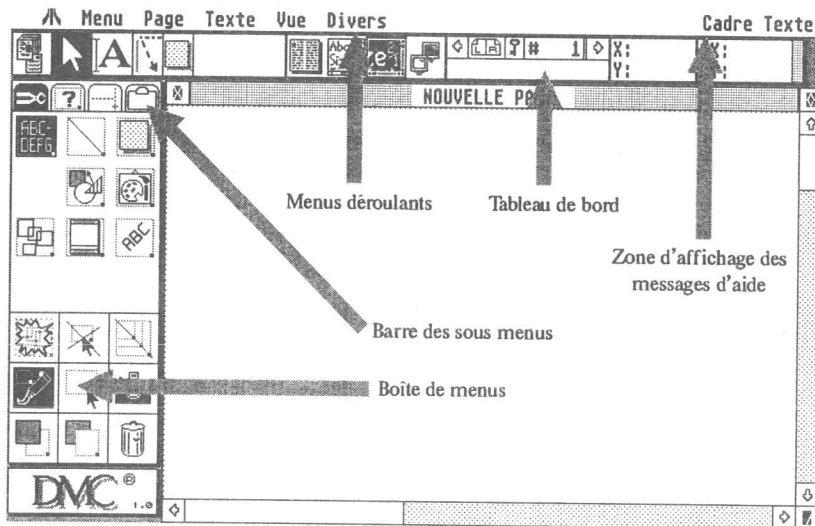 Menu Page Texte Vue Divers
Cadre Texte
A
# 1
X:
Y:
?
NOUVELLE
ABC-
DEFG
ABC
Menus déroulants
Tableau de bord
Zone d'affichage des
messages d'aide
Barre des sous menus
Boîte de menus
DMC ® 1.0